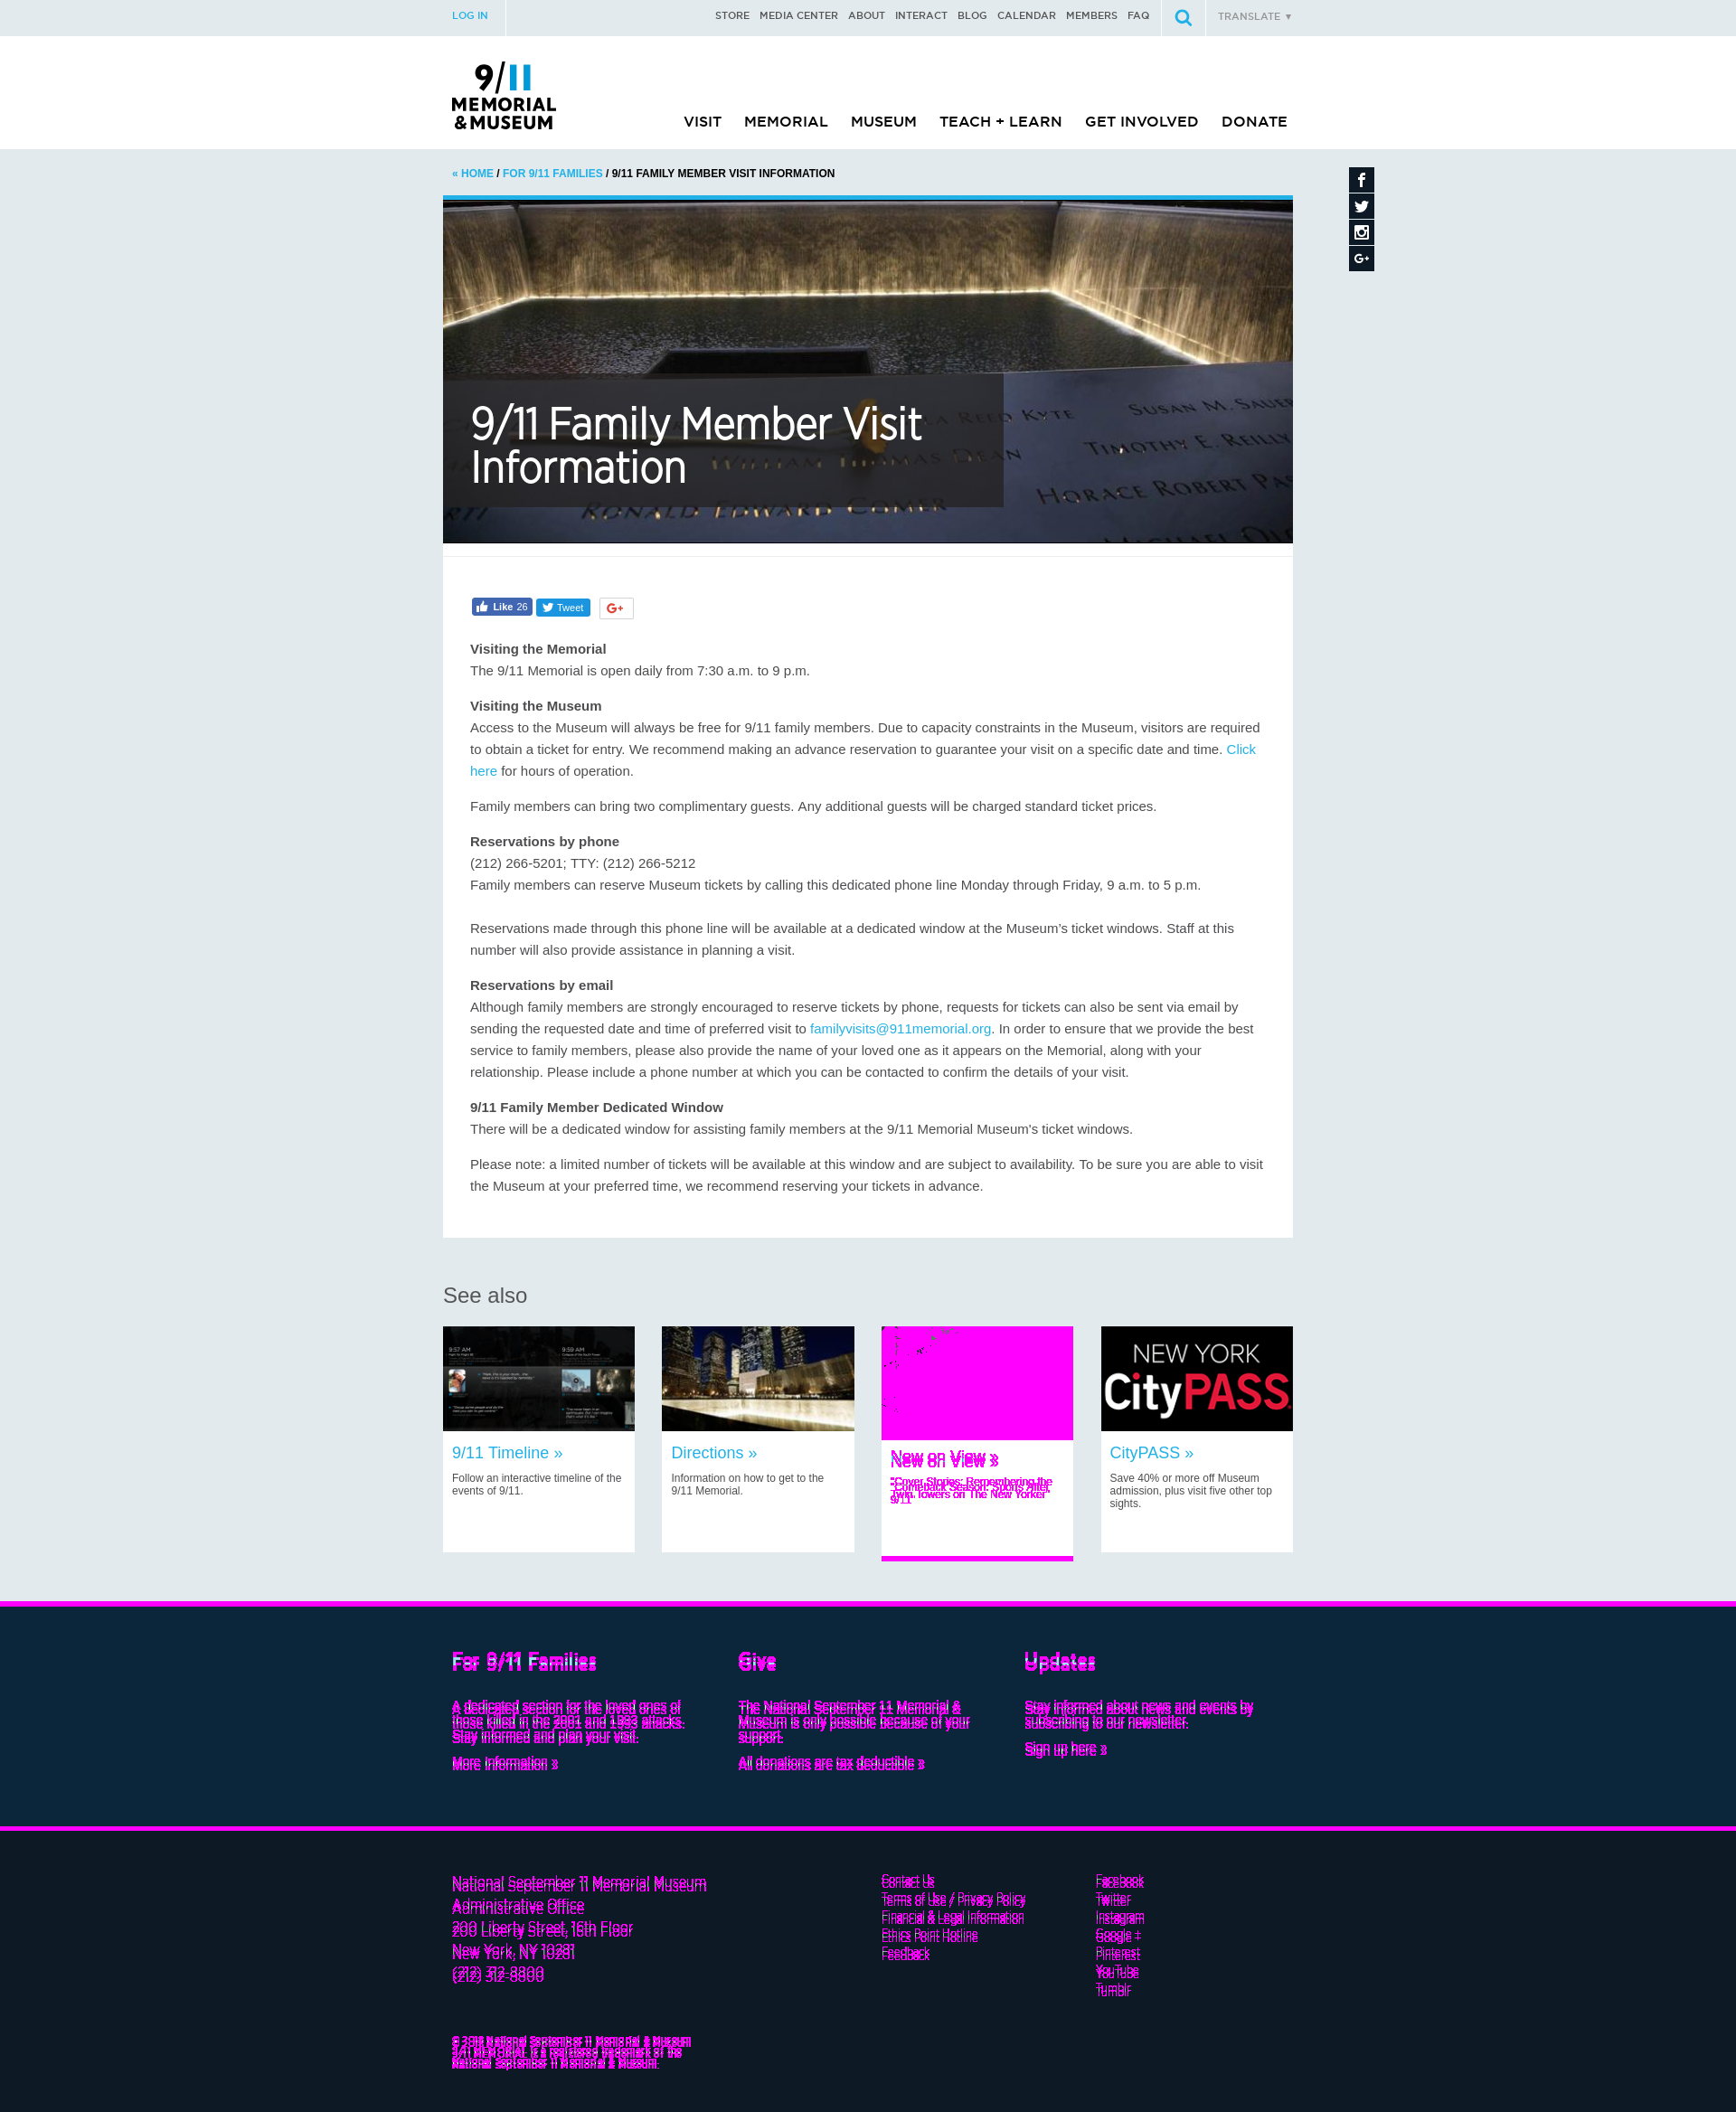 LOG IN
STORE MEDIA CENTER ABOUT INTERACT BLOG CALENDAR MEMBERS FAQ TRANSLATE ▼
9/11
MEMORIAL
& MUSEUM
VISIT MEMORIAL MUSEUM TEACH + LEARN GET INVOLVED DONATE
« HOME / FOR 9/11 FAMILIES / 9/11 FAMILY MEMBER VISIT INFORMATION
SUSAN M. SAUER
REED KYTE
TIMOTHY E. REILLY
THOMAS DEAN
HORACE ROBERT PAS
RONALD EDWARD COMER
9/11 Family Member Visit
Information
Like 26 Tweet G+
Visiting the Memorial
The 9/11 Memorial is open daily from 7:30 a.m. to 9 p.m.
Visiting the Museum
Access to the Museum will always be free for 9/11 family members. Due to capacity constraints in the Museum, visitors are required
to obtain a ticket for entry. We recommend making an advance reservation to guarantee your visit on a specific date and time. Click
here for hours of operation.
Family members can bring two complimentary guests. Any additional guests will be charged standard ticket prices.
Reservations by phone
(212) 266-5201; TTY: (212) 266-5212
Family members can reserve Museum tickets by calling this dedicated phone line Monday through Friday, 9 a.m. to 5 p.m.
Reservations made through this phone line will be available at a dedicated window at the Museum's ticket windows. Staff at this
number will also provide assistance in planning a visit.
Reservations by email
Although family members are strongly encouraged to reserve tickets by phone, requests for tickets can also be sent via email by
sending the requested date and time of preferred visit to familyvisits@911memorial.org. In order to ensure that we provide the best
service to family members, please also provide the name of your loved one as it appears on the Memorial, along with your
relationship. Please include a phone number at which you can be contacted to confirm the details of your visit.
9/11 Family Member Dedicated Window
There will be a dedicated window for assisting family members at the 9/11 Memorial Museum's ticket windows.
Please note: a limited number of tickets will be available at this window and are subject to availability. To be sure you are able to visit
the Museum at your preferred time, we recommend reserving your tickets in advance.
See also
9:57 AM 9:59 AM
NEW YORK
CityPASS
9/11 Timeline »
Follow an interactive timeline of the
events of 9/11.
Directions »
Information on how to get to the
9/11 Memorial.
Now on View »
"Cover Stories: Remembering the
Twin Towers on The New Yorker"
"Comeback Season: Sports After
9/11"
CityPASS »
Save 40% or more off Museum
admission, plus visit five other top
sights.
For 9/11 Families
A dedicated section for the loved ones of
those killed in the 2001 and 1993 attacks.
Stay informed and plan your visit.
More Information »
Give
The National September 11 Memorial &
Museum is only possible because of your
support.
All donations are tax deductible »
Updates
Stay informed about news and events by
subscribing to our newsletter.
Sign up here »
National September 11 Memorial Museum
Administrative Office
200 Liberty Street, 16th Floor
New York, NY 10281
(212) 312-8800
Contact Us
Terms of Use / Privacy Policy
Financial & Legal Information
Ethics Point Hotline
Feedback
Facebook
Twitter
Instagram
Google +
Pinterest
YouTube
Tumblr
National September 11 Memorial & Museum
9/11 MEMORIAL is a registered trademark of the
National September 11 Memorial & Museum.